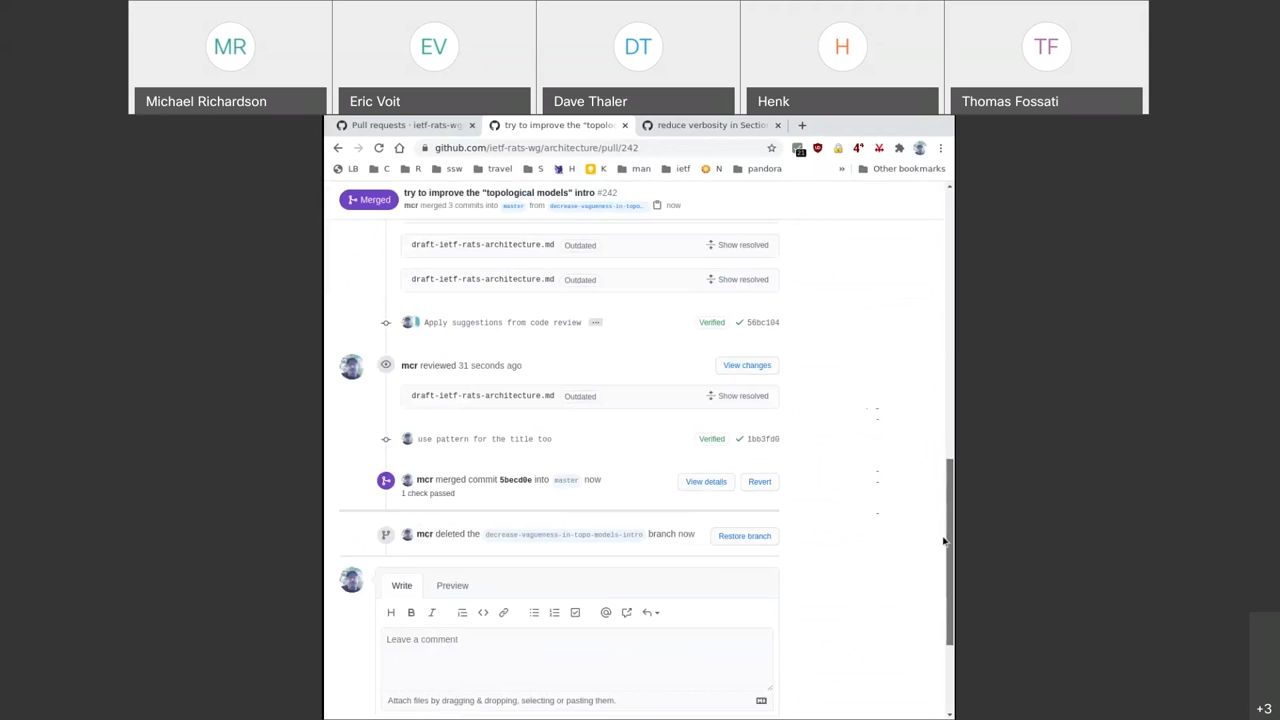 MR EV DT H TF
Michael Richardson Eric Voit Dave Thaler Henk Thomas Fossati
Pull requests · ietf-rats-wg × try to improve the "topolo × reduce verbosity in Sectio × +
github.com/ietf-rats-wg/architecture/pull/242
21
LB C R ssw travel S H K man ietf N pandora » Other bookmarks
Merged try to improve the "topological models" intro #242
mcr merged 3 commits into master from decrease-vagueness-in-topo… now
draft-ietf-rats-architecture.md Outdated Show resolved
draft-ietf-rats-architecture.md Outdated Show resolved
Apply suggestions from code review … Verified 56bc104
mcr reviewed 31 seconds ago View changes
draft-ietf-rats-architecture.md Outdated Show resolved
use pattern for the title too Verified 1bb3fd0
mcr merged commit 5becd0e into master now View details Revert
1 check passed
mcr deleted the decrease-vagueness-in-topo-models-intro branch now Restore branch
Write Preview
H B I
Leave a comment
Attach files by dragging & dropping, selecting or pasting them.
+3